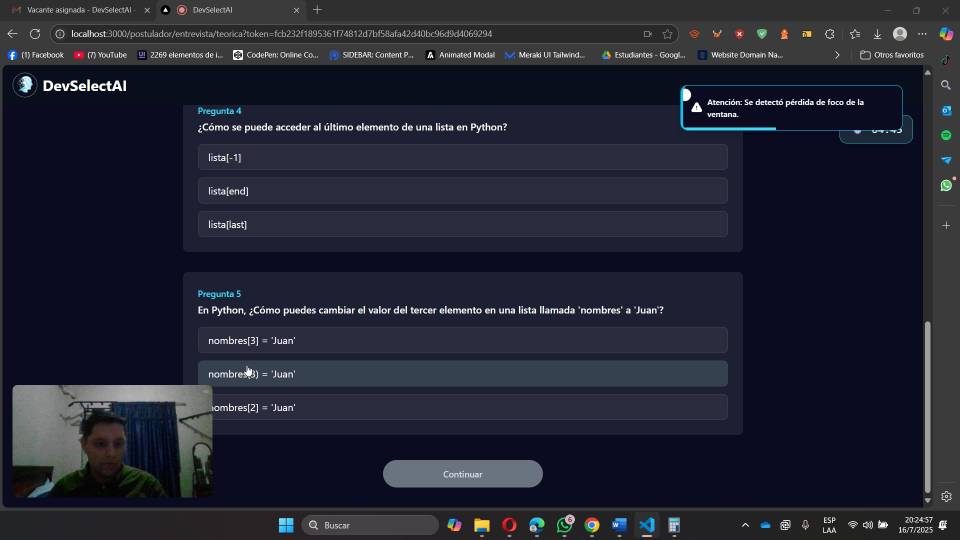 Vacante asignada - DevSelectAI -
DevSelectAI
localhost:3000/postulador/entrevista/teorica?token=fcb232f1895361f74812d7bf58afa42d40bc96d9d4069294
(1) Facebook
(7) YouTube
2269 elementos de i...
CodePen: Online Co...
SIDEBAR: Content P...
Animated Modal
Meraki UI Tailwind...
Estudiantes - Googl...
Website Domain Na...
Otros favoritos
DevSelectAI
Atención: Se detectó pérdida de foco de la
ventana.
Pregunta 4
¿Cómo se puede acceder al último elemento de una lista en Python?
lista[-1]
lista[end]
lista[last]
Pregunta 5
En Python, ¿Cómo puedes cambiar el valor del tercer elemento en una lista llamada 'nombres' a 'Juan'?
nombres[3] = 'Juan'
nombres(3) = 'Juan'
nombres[2] = 'Juan'
Continuar
Buscar
6
ESP
LAA
20:24:57
16/7/2025